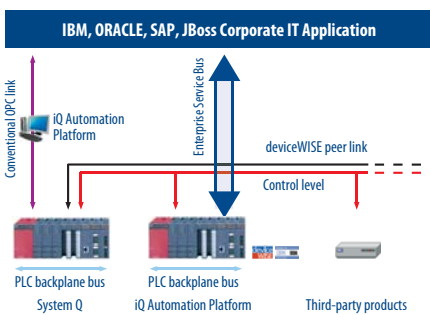 IBM, ORACLE, SAP, JBoss Corporate IT Application
Conventional OPC link
iQ Automation
Platform
Enterprise Service Bus
deviceWISE peer link
Control level
PLC backplane bus
PLC backplane bus
System Q
iQ Automation Platform
Third-party products